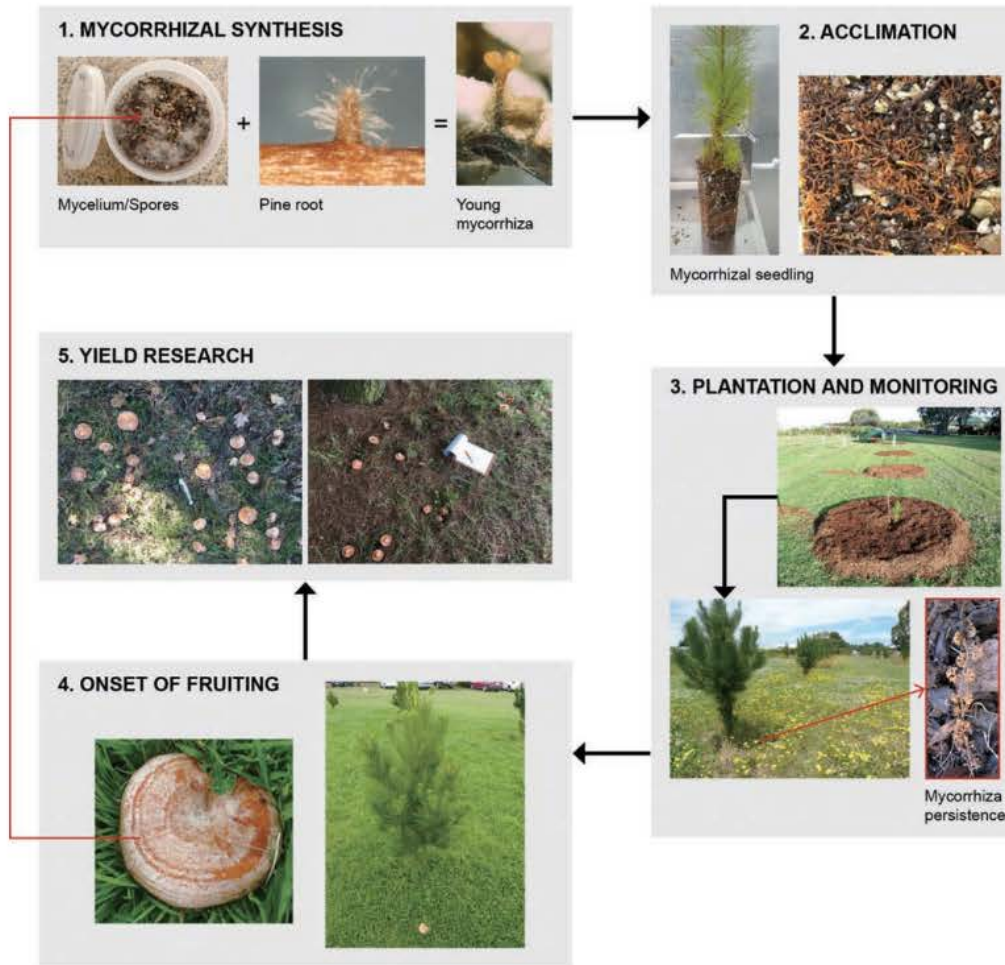 1. MYCORRHIZAL SYNTHESIS
+
=
Mycelium/Spores
Pine root
Young
mycorrhiza
2. ACCLIMATION
Mycorrhizal seedling
3. PLANTATION AND MONITORING
Mycorrhiza
persistence
4. ONSET OF FRUITING
5. YIELD RESEARCH